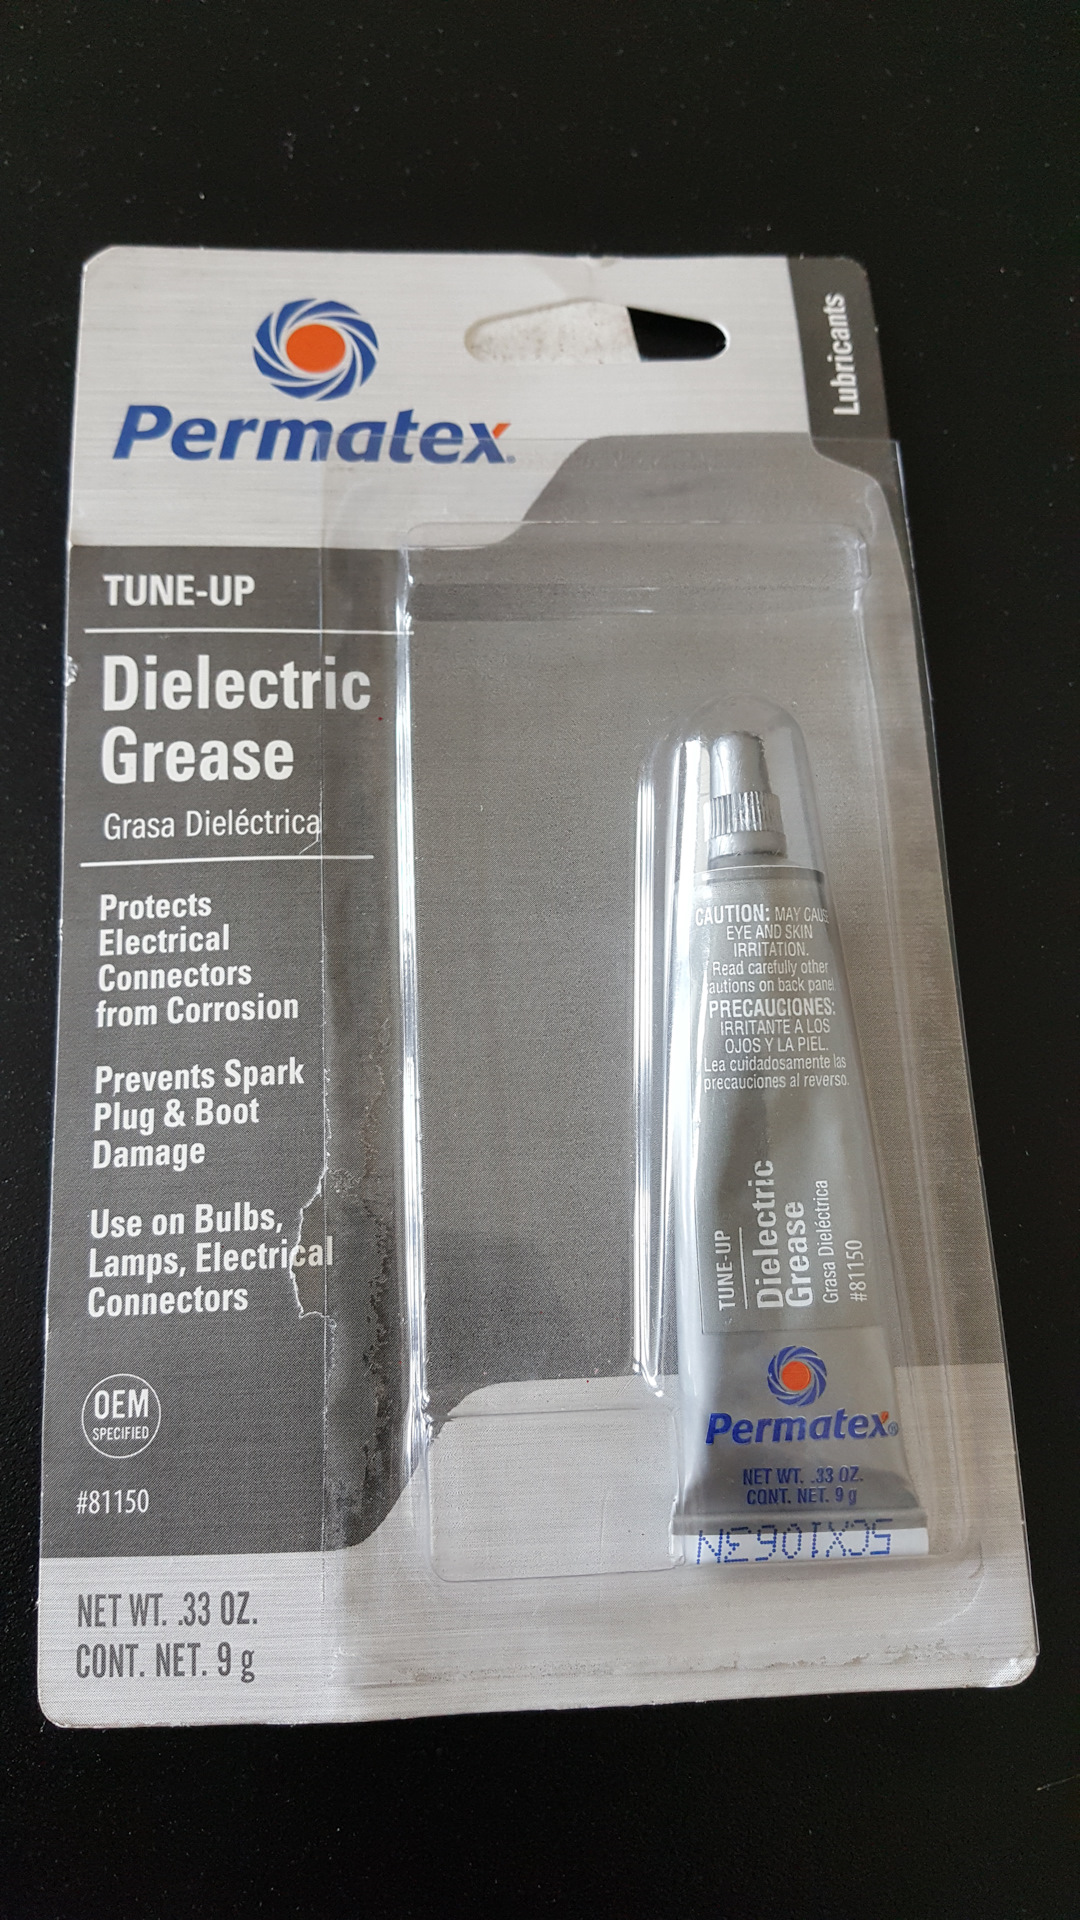 Lubricants
Permatex®
TUNE-UP
Dielectric
Grease
Grasa Dieléctrica
Protects
Electrical
Connectors
from Corrosion
Prevents Spark
Plug & Boot
Damage
Use on Bulbs,
Lamps, Electrical
Connectors
OEM
SPECIFIED
#81150
NET WT. .33 OZ.
CONT. NET. 9 g
CAUTION: MAY CAUSE
EYE AND SKIN
IRRITATION.
Read carefully other
cautions on back panel
PRECAUCIONES:
IRRITANTE A LOS
OJOS Y LA PIEL.
Lea cuidadosamente las
precauciones al reverso.
TUNE-UP
Dielectric
Grease
Grasa Dieléctrica
#81150
Permatex®
NET WT. .33 OZ.
CONT. NET. 9 g